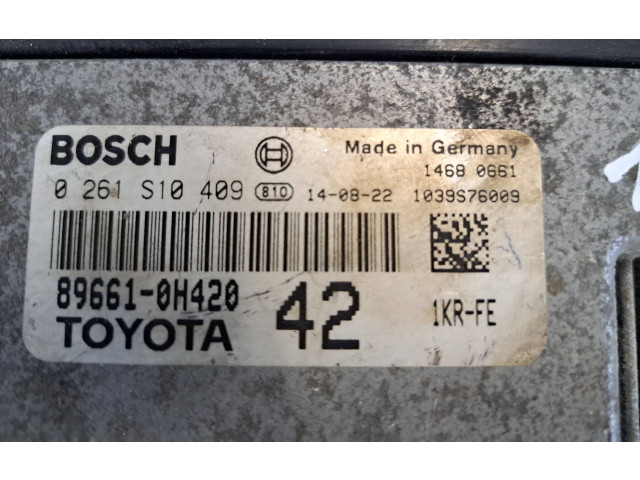 BOSCH Made in Germany
1468 0661
0 261 S10 409 810 14-08-22 1039S76009
89661-0H420
TOYOTA 42 1KR-FE